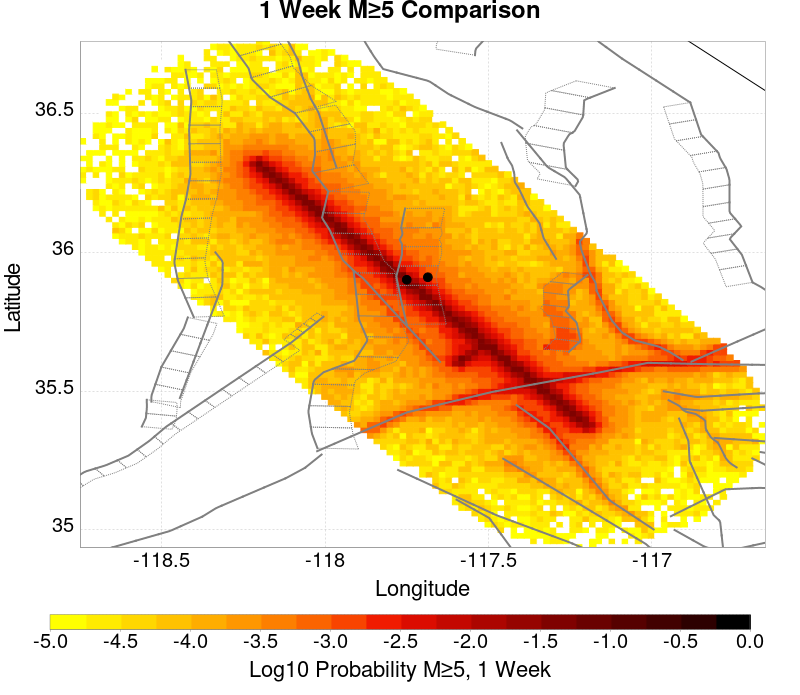 1 Week M≥5 Comparison
36.5
36
35.5
35
Latitude
-118.5 -118 -117.5 -117
Longitude
-5.0 -4.5 -4.0 -3.5 -3.0 -2.5 -2.0 -1.5 -1.0 -0.5 0.0
Log10 Probability M≥5, 1 Week